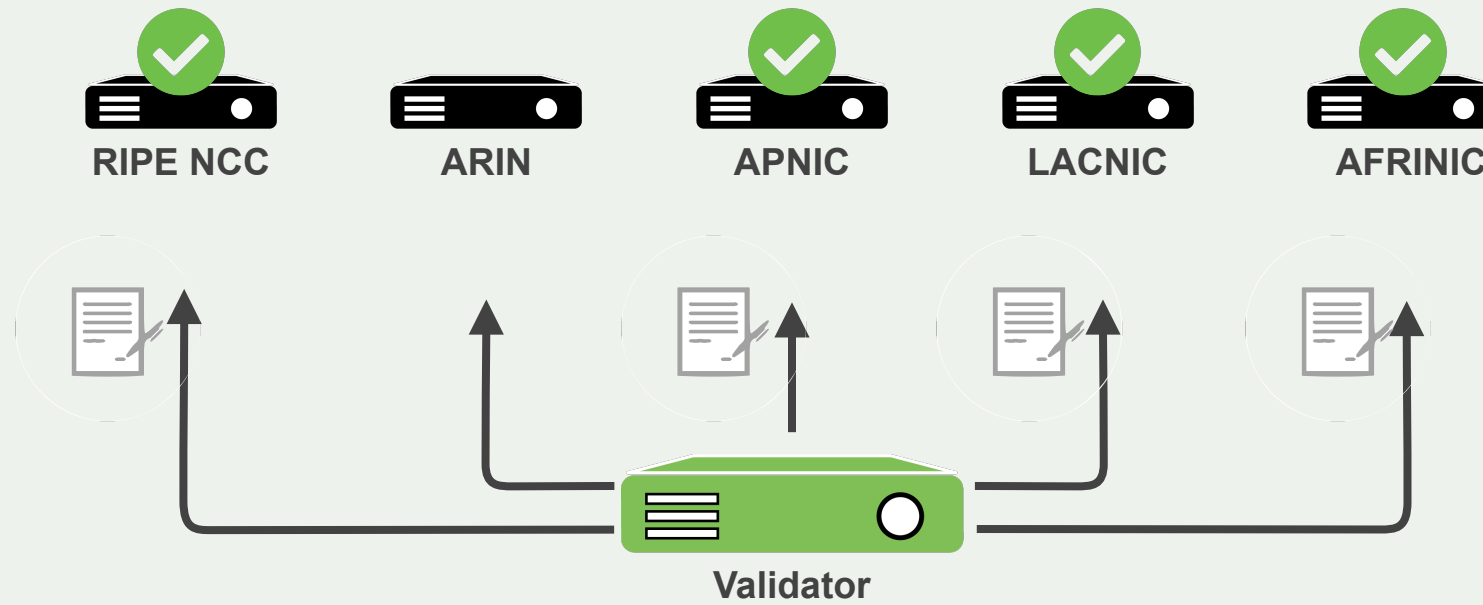 RIPE NCC
ARIN
APNIC
LACNIC
AFRINIC
Validator